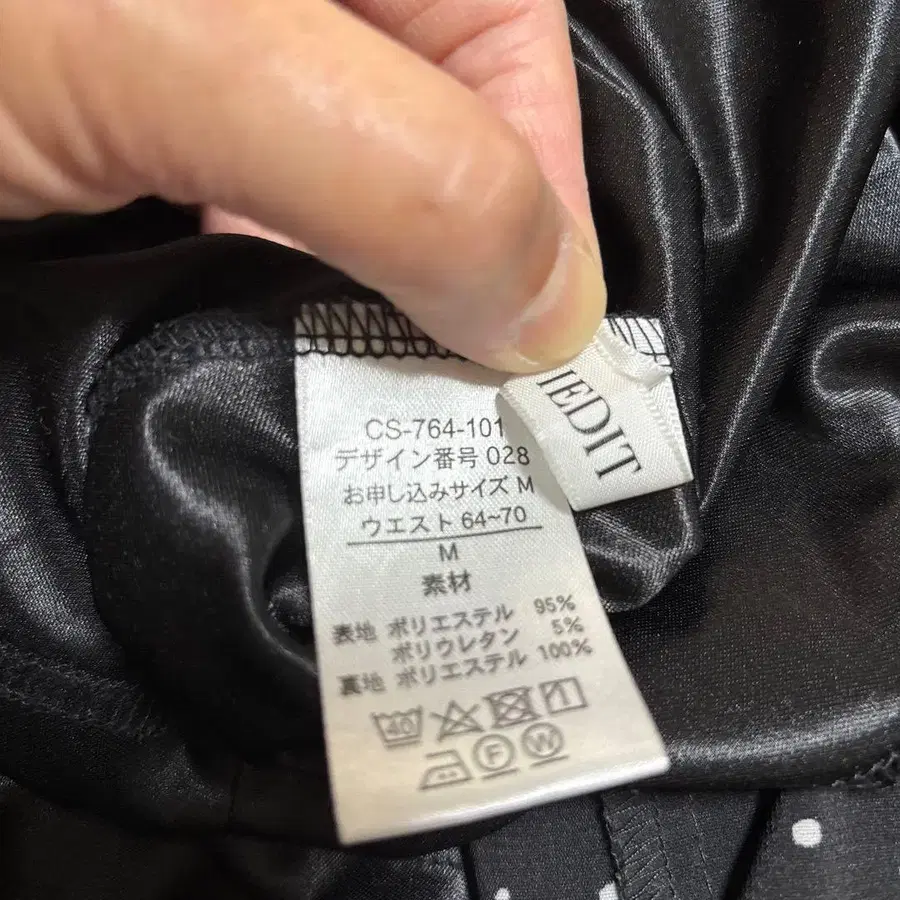 CS-764-101
デザイン番号 028
お申し込みサイズ M
ウエスト 64~70
M
素材
表地 ポリエステル 95%
ポリウレタン 5%
裏地 ポリエステル 100%
40
F W
IEDIT